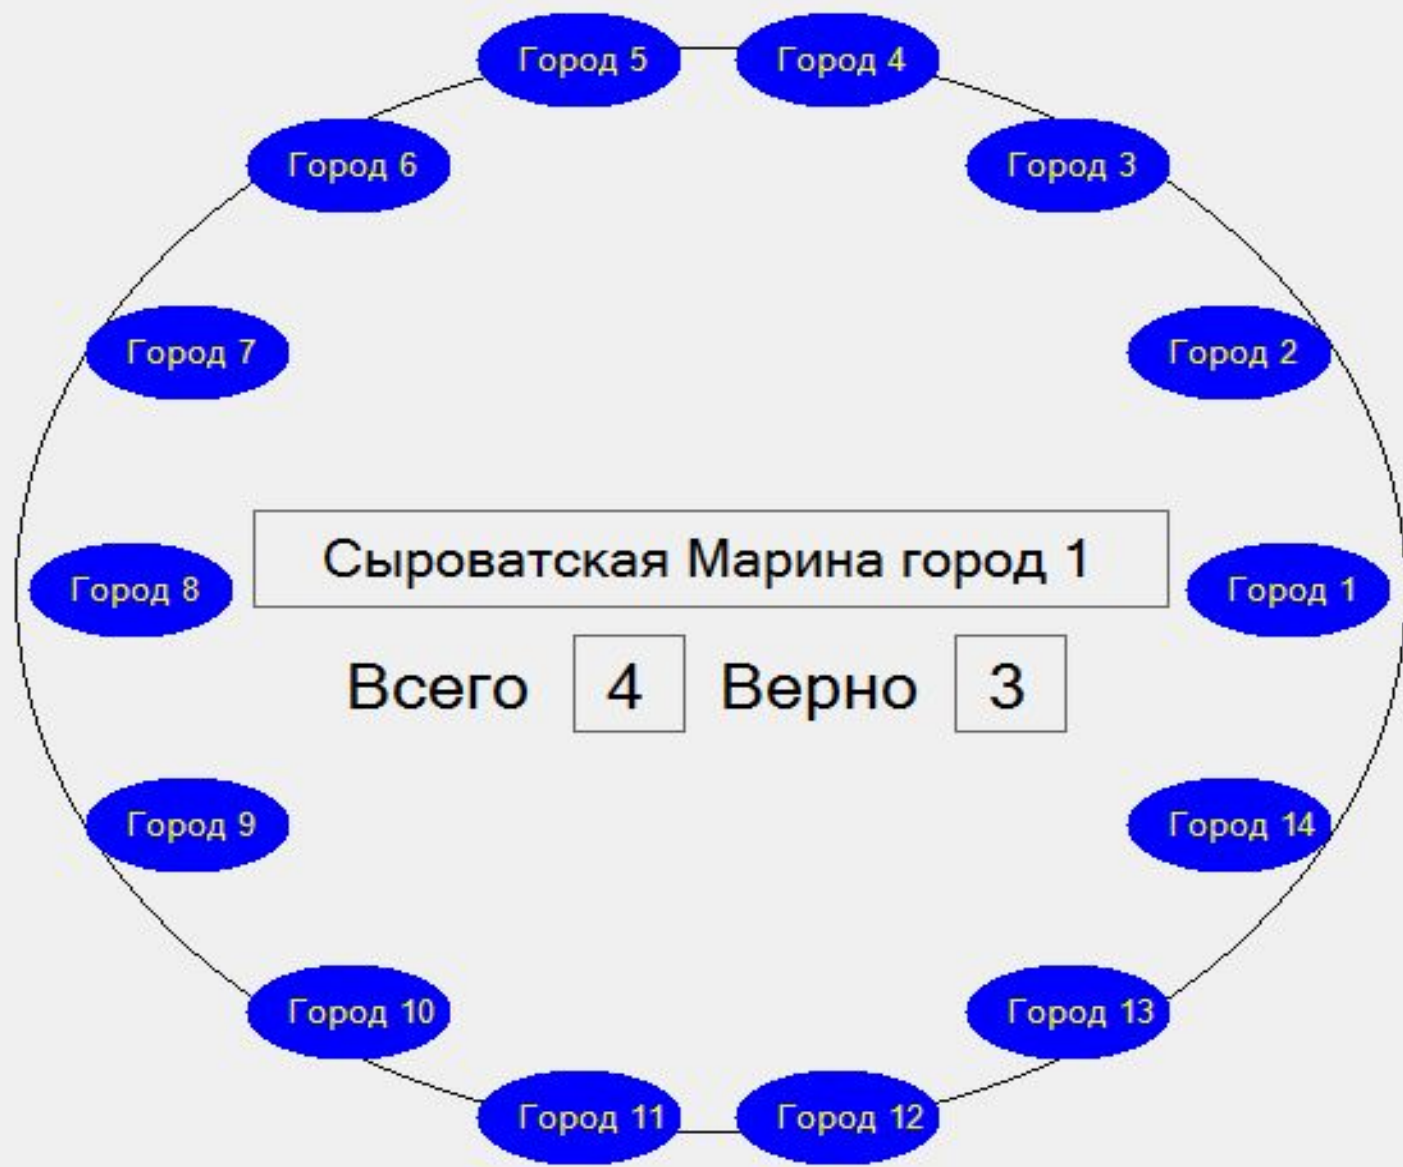 Город 5
Город 4
Город 6
Город 3
Город 7
Город 2
Сыроватская Марина город 1
Город 8
Город 1
Всего 4 Верно 3
Город 9
Город 14
Город 10
Город 13
Город 11
Город 12